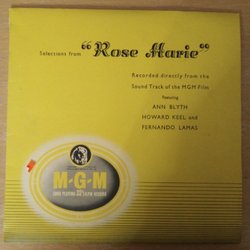 Selections from "Rose Marie"
Recorded directly from the
Sound Track of the MGM Film
featuring
ANN BLYTH
HOWARD KEEL and
FERNANDO LAMAS
M-G-M
LONG PLAYING 33⅓ R.P.M. RECORD